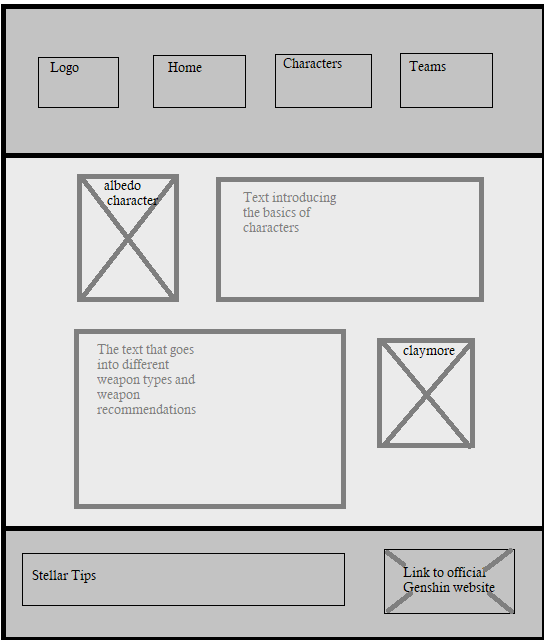 Logo
Home
Characters
Teams
albedo
character
Text introducing
the basics of
characters
The text that goes
into different
weapon types and
weapon
recommendations
claymore
Stellar Tips
Link to official
Genshin website